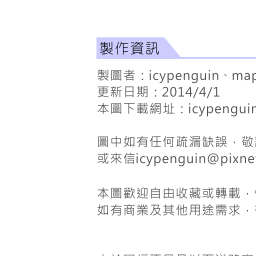 製作資訊
製圖者：icypenguin、map
更新日期：2014/4/1
本圖下載網址：icypenguin
圖中如有任何疏漏缺誤，敬
或來信icypenguin@pixne
本圖歡迎自由收藏或轉載，
如有商業及其他用途需求，